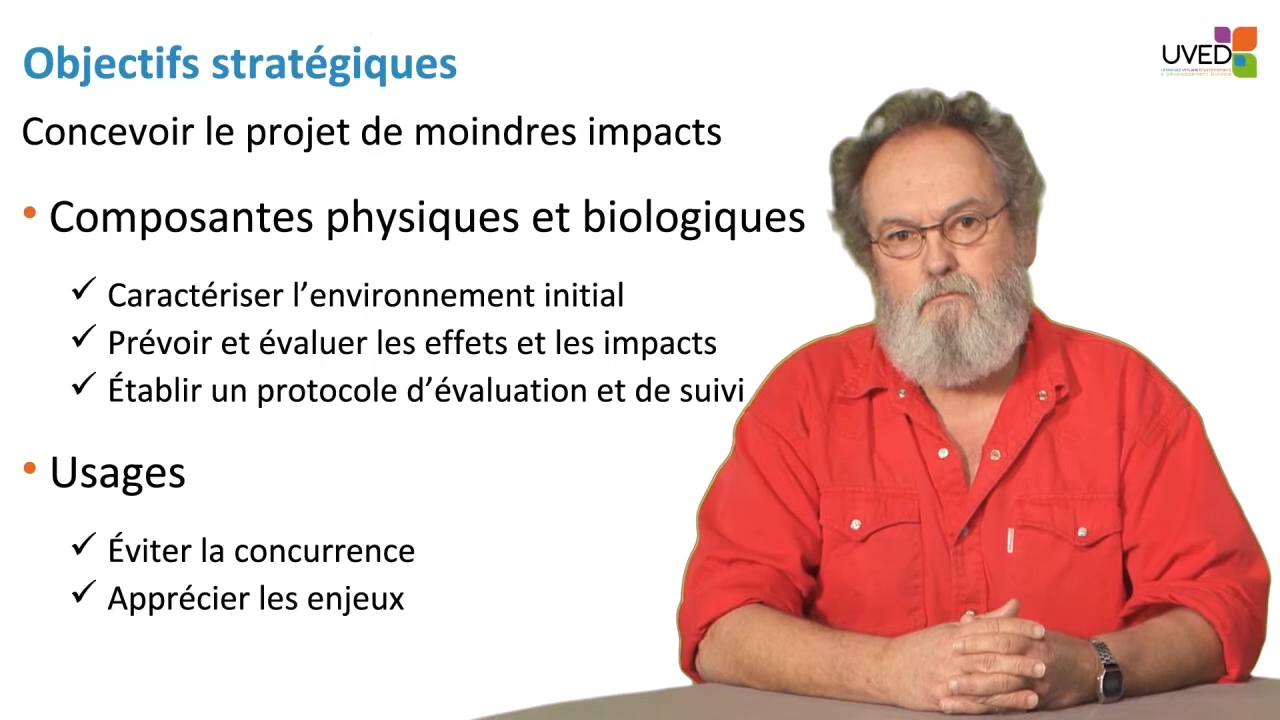 Objectifs stratégiques
UVED
Concevoir le projet de moindres impacts
• Composantes physiques et biologiques
✓ Caractériser l’environnement initial
✓ Prévoir et évaluer les effets et les impacts
✓ Établir un protocole d’évaluation et de suivi
• Usages
✓ Éviter la concurrence
✓ Apprécier les enjeux